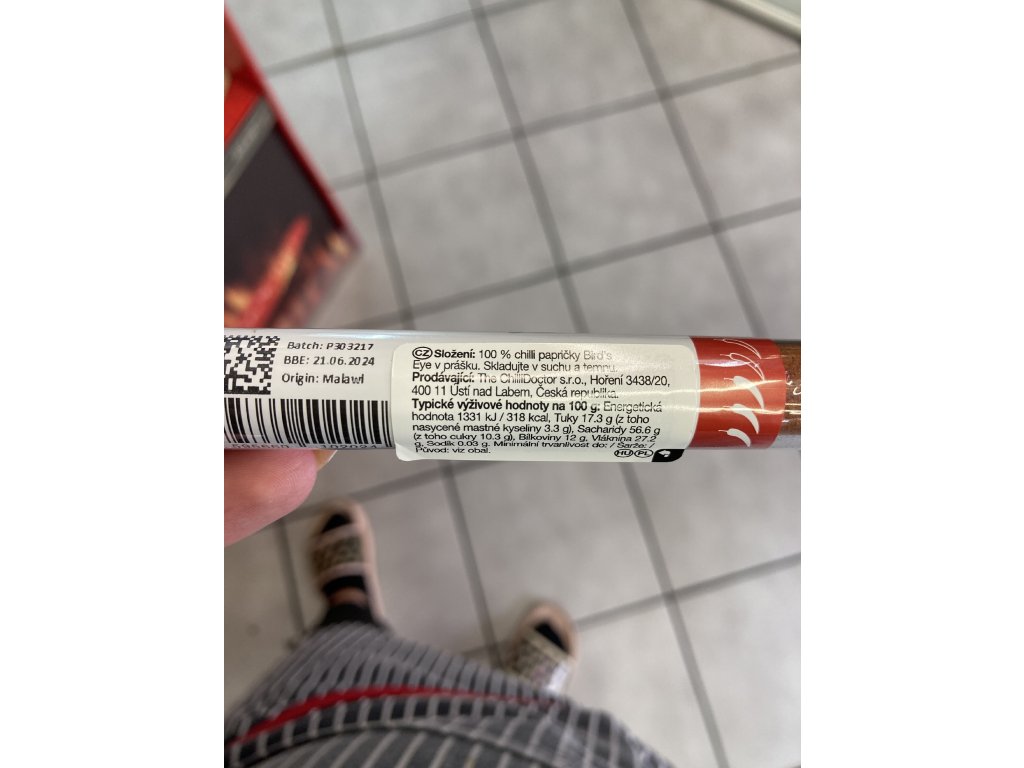 Batch: P303217
BBE: 21.06.2024
Origin: Malawi
CZ Složení: 100 % chilli papričky Bird's
Eye v prášku. Skladujte v suchu a temnu.
Prodávající: The ChilliDoctor s.r.o., Hoření 3438/20,
400 11 Ústí nad Labem, Česká republika.
Typické výživové hodnoty na 100 g: Energetická
hodnota 1331 kJ / 318 kcal, Tuky 17.3 g (z toho
nasycené mastné kyseliny 3.3 g), Sacharidy 56.6 g
(z toho cukry 10.3 g), Bílkoviny 12 g, Vláknina 27.2
g, Sodík 0.03 g. Minimální trvanlivost do: / Šarže: /
Původ: viz obal.
HU PL